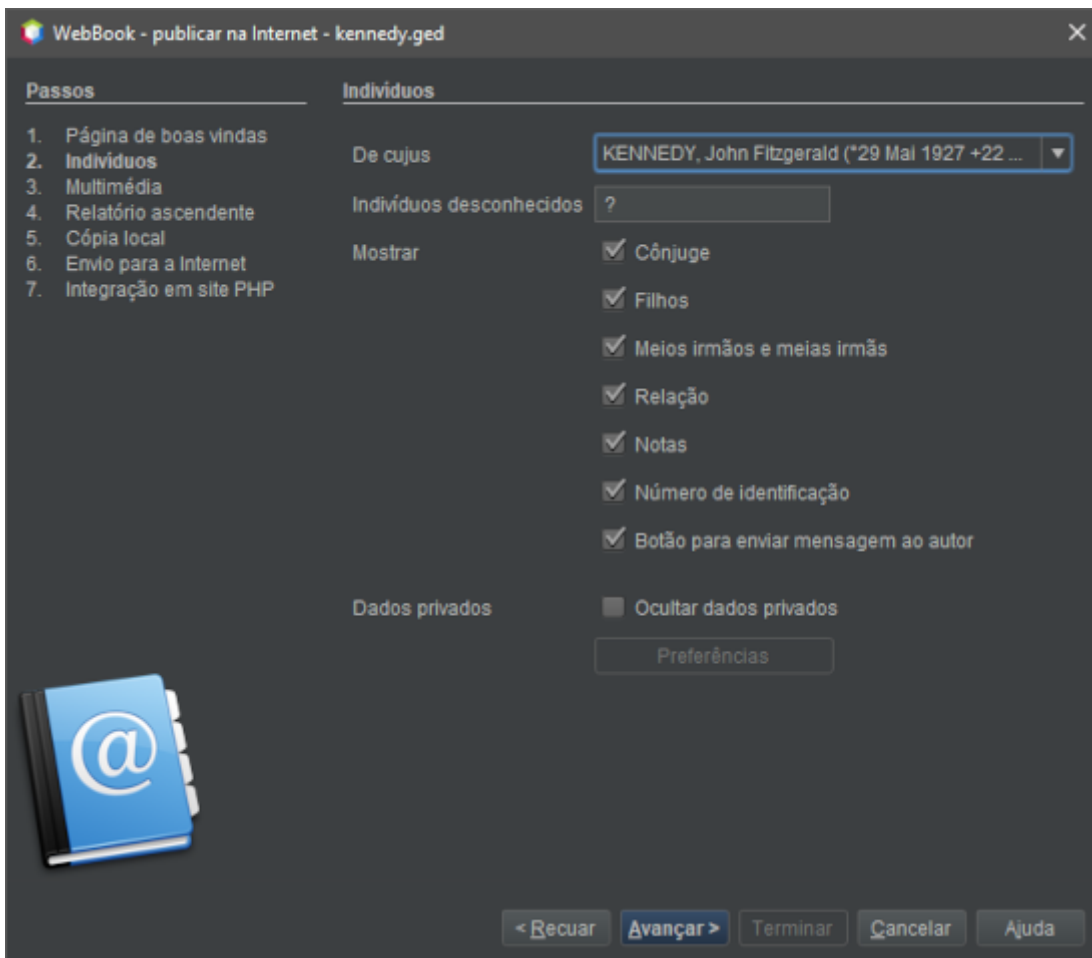 WebBook - publicar na Internet - kennedy.ged
Passos
1. Página de boas vindas
2. Indivíduos
3. Multimédia
4. Relatório ascendente
5. Cópia local
6. Envio para a Internet
7. Integração em site PHP
Indivíduos
De cujus KENNEDY, John Fitzgerald (*29 Mai 1927 +22 ...
Indivíduos desconhecidos ?
Mostrar Cônjuge
Filhos
Meios irmãos e meias irmãs
Relação
Notas
Número de identificação
Botão para enviar mensagem ao autor
Dados privados Ocultar dados privados
Preferências
@
< Recuar Avançar > Terminar Cancelar Ajuda